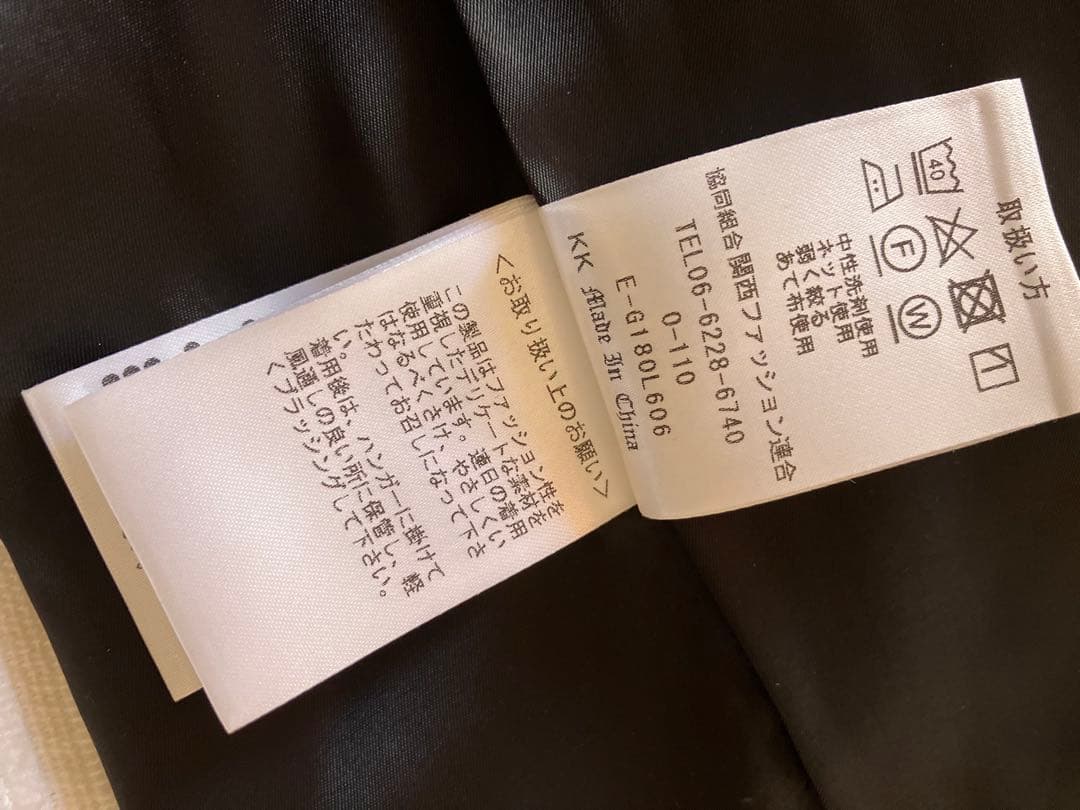 取扱い方
40
F
W
中性洗剤使用
ネット使用
弱く絞る
あて布使用
協同組合関西ファッション連合
TEL06-6228-6740
0-110
E-G180L606
KK Made In China
<お取り扱い上のお願い>
この製品はファッション性を
重視したデリケートな素材を
使用しています。連日の着用
はなるべくさけ、やさしくい
たわってお召しになって下さ
い。
着用後は、ハンガーに掛けて
風通しの良い所に保管し、軽
くブラッシングして下さい。